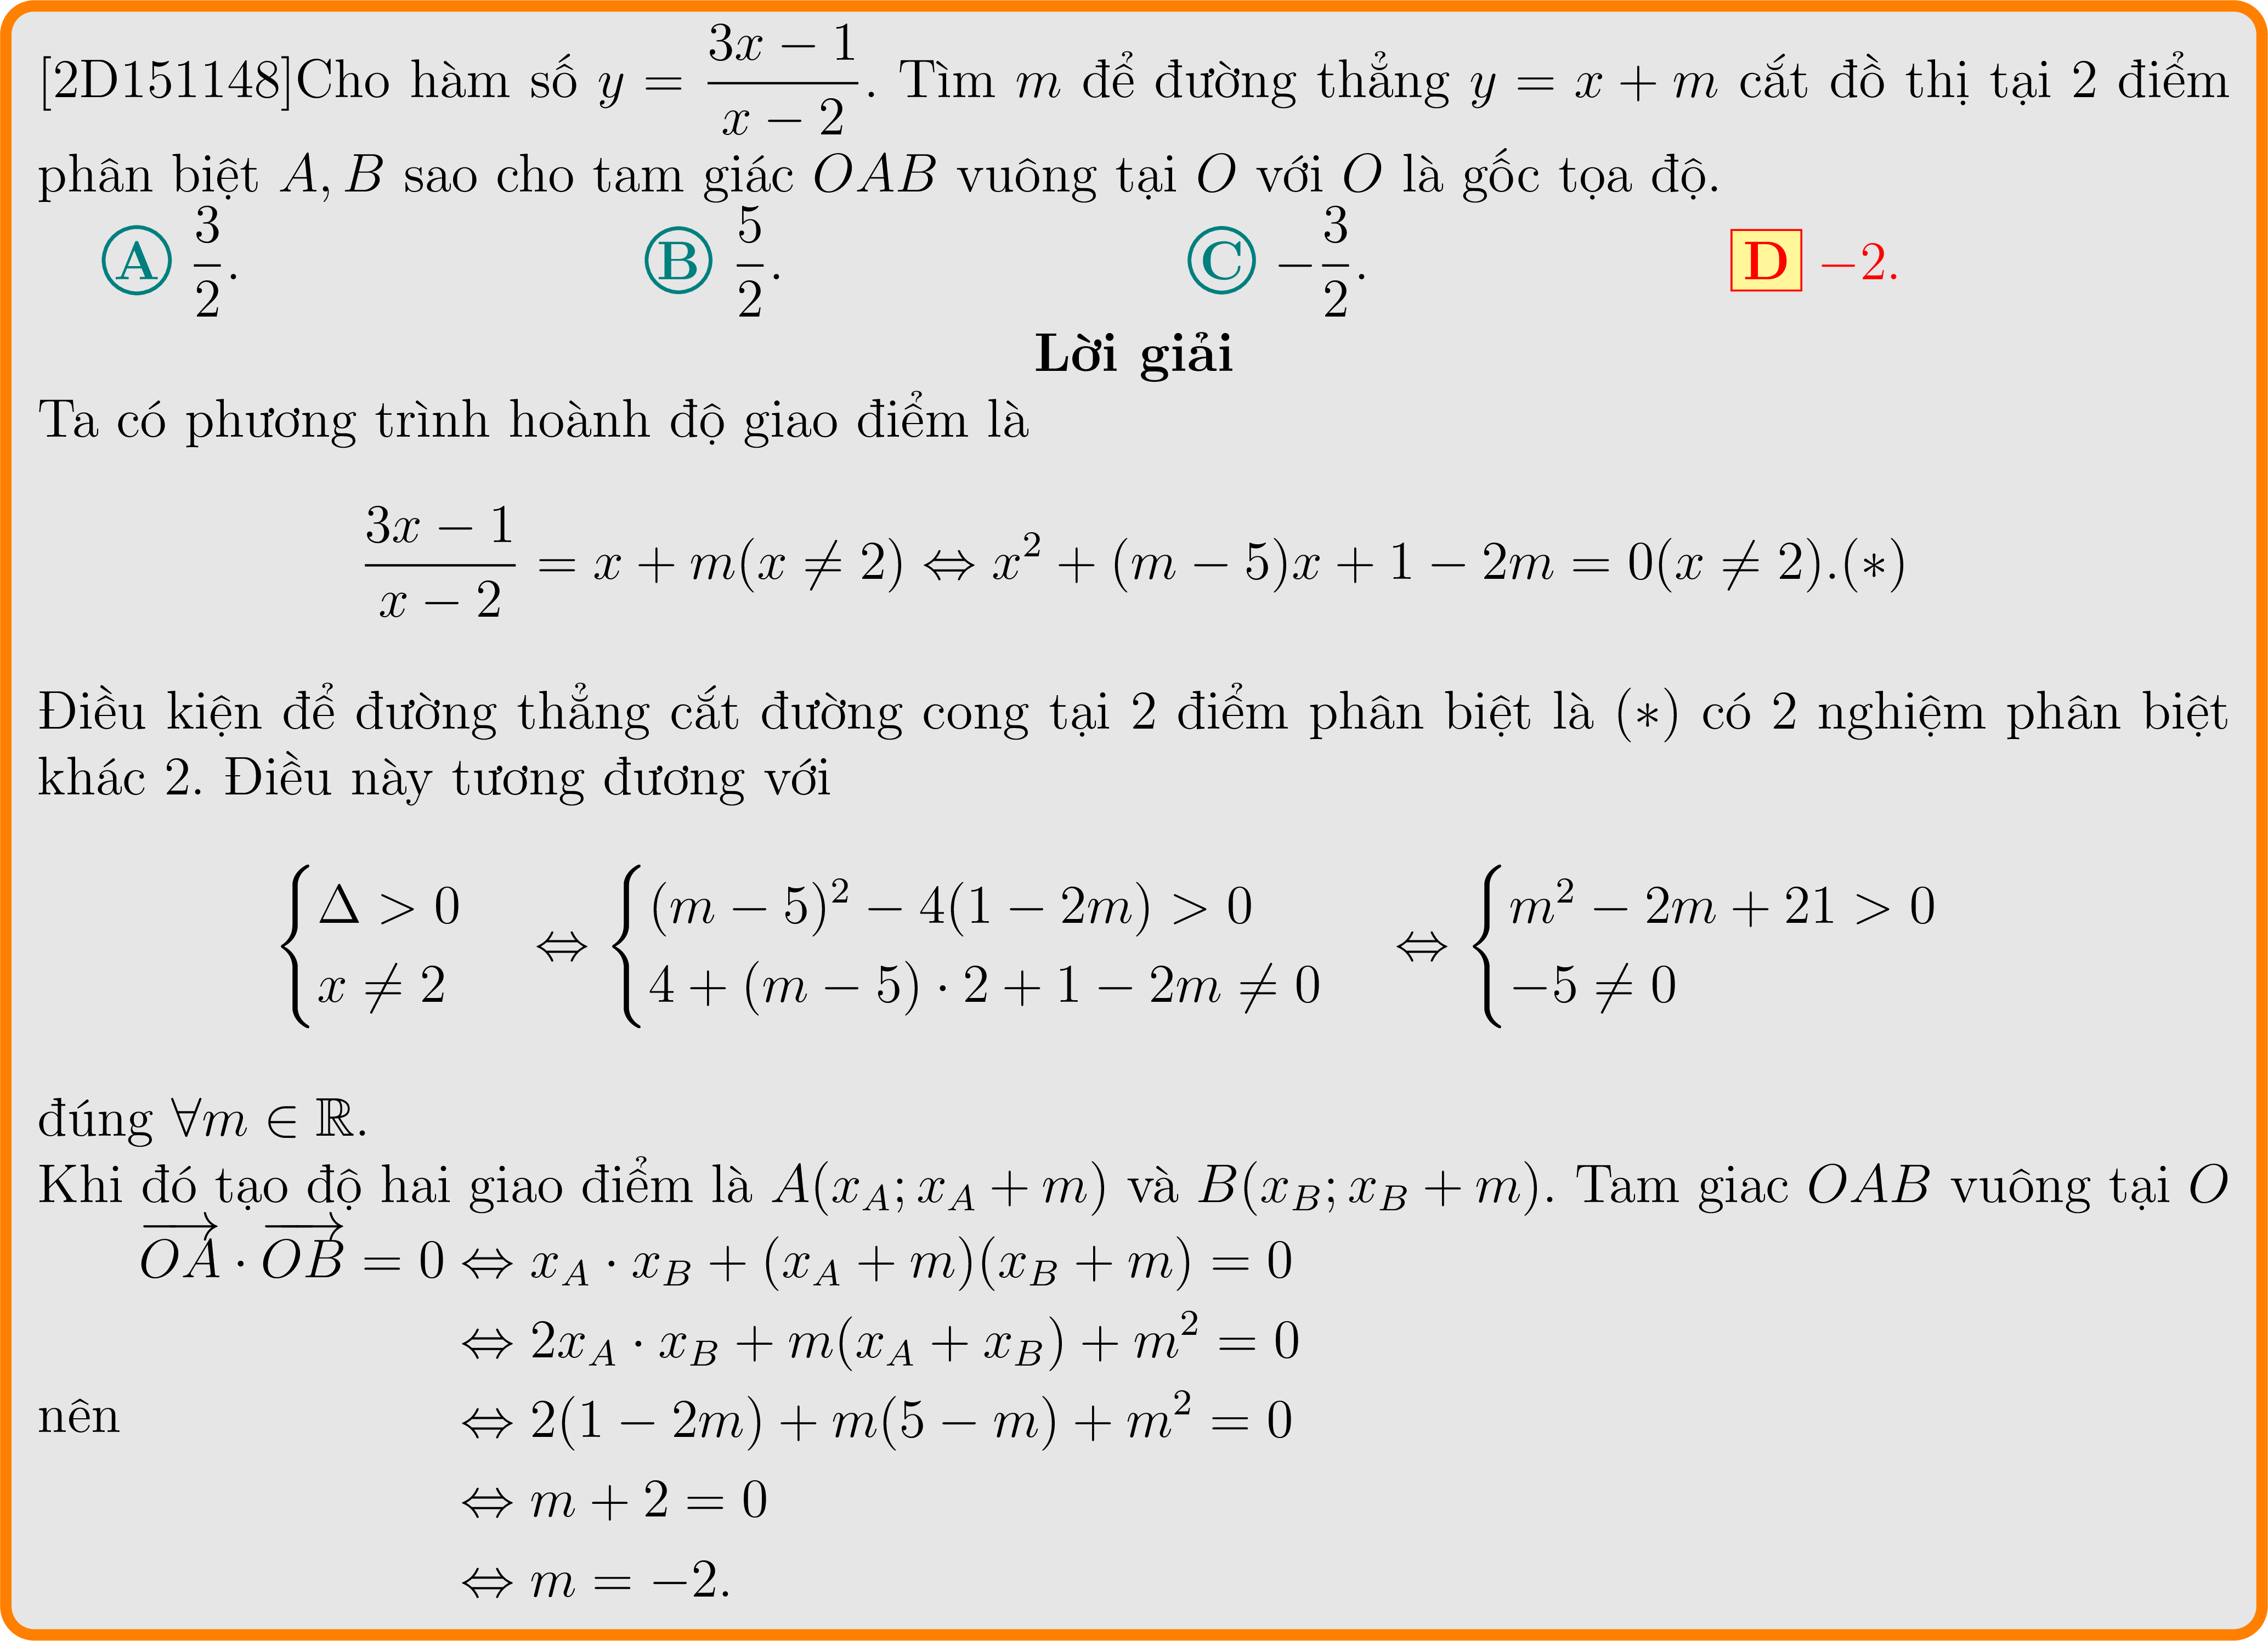 [2D151148]Cho hàm số $y = \dfrac{3x-1}{x-2}$. Tìm $m$ để đường thẳng $y = x + m$ cắt đồ thị tại 2 điểm
phân biệt $A, B$ sao cho tam giác $OAB$ vuông tại $O$ với $O$ là gốc tọa độ.
A $\dfrac{3}{2}$. B $\dfrac{5}{2}$. C $-\dfrac{3}{2}$. D $-2$.
Lời giải
Ta có phương trình hoành độ giao điểm là
$\dfrac{3x-1}{x-2} = x + m(x \neq 2) \Leftrightarrow x^2 + (m-5)x + 1 - 2m = 0(x \neq 2).(*)$
Điều kiện để đường thẳng cắt đường cong tại 2 điểm phân biệt là $(*)$ có 2 nghiệm phân biệt
khác 2. Điều này tương đương với
$\begin{cases} \Delta > 0 \\ x \neq 2 \end{cases} \Leftrightarrow \begin{cases} (m-5)^2 - 4(1-2m) > 0 \\ 4 + (m-5) \cdot 2 + 1 - 2m \neq 0 \end{cases} \Leftrightarrow \begin{cases} m^2 - 2m + 21 > 0 \\ -5 \neq 0 \end{cases}$
đúng $\forall m \in \mathbb{R}$.
Khi đó tạo độ hai giao điểm là $A(x_A; x_A + m)$ và $B(x_B; x_B + m)$. Tam giac $OAB$ vuông tại $O$
$\overrightarrow{OA} \cdot \overrightarrow{OB} = 0 \Leftrightarrow x_A \cdot x_B + (x_A + m)(x_B + m) = 0$
$\Leftrightarrow 2x_A \cdot x_B + m(x_A + x_B) + m^2 = 0$
nên $\Leftrightarrow 2(1-2m) + m(5-m) + m^2 = 0$
$\Leftrightarrow m + 2 = 0$
$\Leftrightarrow m = -2.$